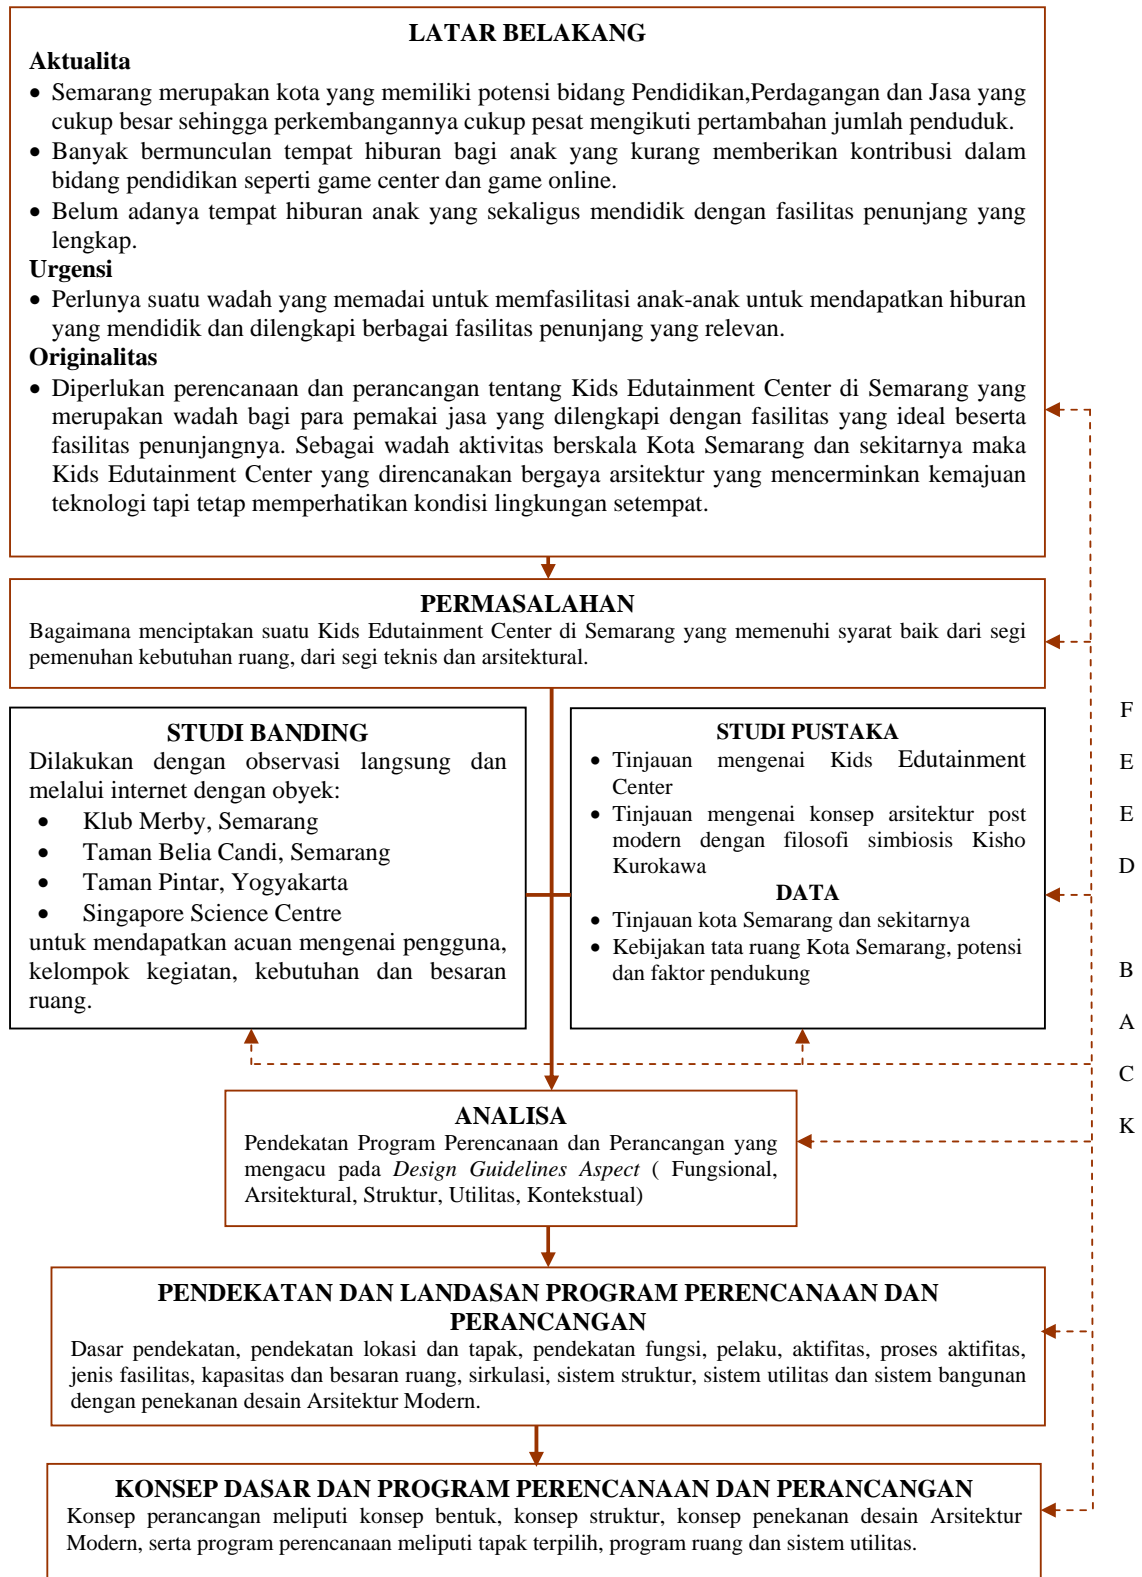 LATAR BELAKANG
Aktualita
• Semarang merupakan kota yang memiliki potensi bidang Pendidikan,Perdagangan dan Jasa yang
cukup besar sehingga perkembangannya cukup pesat mengikuti pertambahan jumlah penduduk.
• Banyak bermunculan tempat hiburan bagi anak yang kurang memberikan kontribusi dalam
bidang pendidikan seperti game center dan game online.
• Belum adanya tempat hiburan anak yang sekaligus mendidik dengan fasilitas penunjang yang
lengkap.
Urgensi
• Perlunya suatu wadah yang memadai untuk memfasilitasi anak-anak untuk mendapatkan hiburan
yang mendidik dan dilengkapi berbagai fasilitas penunjang yang relevan.
Originalitas
• Diperlukan perencanaan dan perancangan tentang Kids Edutainment Center di Semarang yang
merupakan wadah bagi para pemakai jasa yang dilengkapi dengan fasilitas yang ideal beserta
fasilitas penunjangnya. Sebagai wadah aktivitas berskala Kota Semarang dan sekitarnya maka
Kids Edutainment Center yang direncanakan bergaya arsitektur yang mencerminkan kemajuan
teknologi tapi tetap memperhatikan kondisi lingkungan setempat.
PERMASALAHAN
Bagaimana menciptakan suatu Kids Edutainment Center di Semarang yang memenuhi syarat baik dari segi
pemenuhan kebutuhan ruang, dari segi teknis dan arsitektural.
STUDI BANDING
Dilakukan dengan observasi langsung dan
melalui internet dengan obyek:
• Klub Merby, Semarang
• Taman Belia Candi, Semarang
• Taman Pintar, Yogyakarta
• Singapore Science Centre
untuk mendapatkan acuan mengenai pengguna,
kelompok kegiatan, kebutuhan dan besaran
ruang.
STUDI PUSTAKA
• Tinjauan mengenai Kids Edutainment
Center
• Tinjauan mengenai konsep arsitektur post
modern dengan filosofi simbiosis Kisho
Kurokawa
DATA
• Tinjauan kota Semarang dan sekitarnya
• Kebijakan tata ruang Kota Semarang, potensi
dan faktor pendukung
F
E
E
D
B
A
C
K
ANALISA
Pendekatan Program Perencanaan dan Perancangan yang
mengacu pada Design Guidelines Aspect ( Fungsional,
Arsitektural, Struktur, Utilitas, Kontekstual)
PENDEKATAN DAN LANDASAN PROGRAM PERENCANAAN DAN
PERANCANGAN
Dasar pendekatan, pendekatan lokasi dan tapak, pendekatan fungsi, pelaku, aktifitas, proses aktifitas,
jenis fasilitas, kapasitas dan besaran ruang, sirkulasi, sistem struktur, sistem utilitas dan sistem bangunan
dengan penekanan desain Arsitektur Modern.
KONSEP DASAR DAN PROGRAM PERENCANAAN DAN PERANCANGAN
Konsep perancangan meliputi konsep bentuk, konsep struktur, konsep penekanan desain Arsitektur
Modern, serta program perencanaan meliputi tapak terpilih, program ruang dan sistem utilitas.